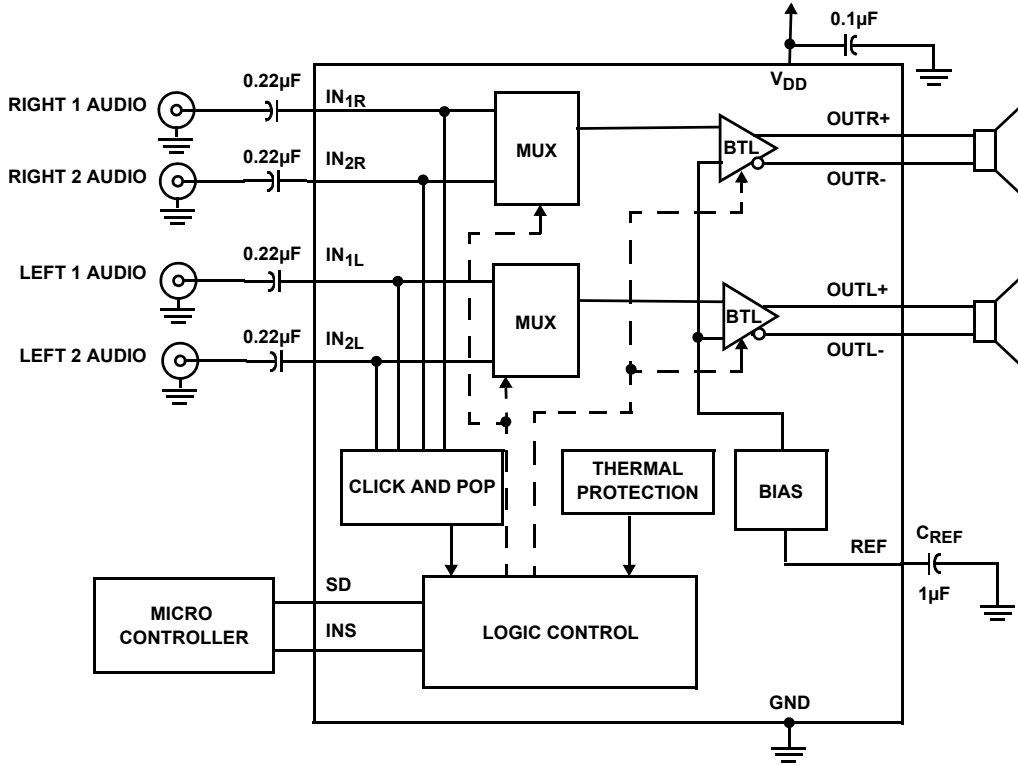 0.1µF
VDD
0.22µF
RIGHT 1 AUDIO
IN1R
OUTR+
MUX
BTL
0.22µF
RIGHT 2 AUDIO
IN2R
OUTR-
0.22µF
LEFT 1 AUDIO
IN1L
OUTL+
MUX
BTL
0.22µF
LEFT 2 AUDIO
IN2L
OUTL-
CLICK AND POP
THERMAL
PROTECTION
BIAS
REF
CREF
1µF
MICRO
CONTROLLER
SD
INS
LOGIC CONTROL
GND